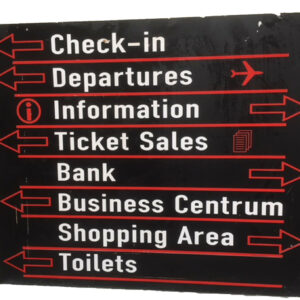 Check-in
Departures
Information
Ticket Sales
Bank
Business Centrum
Shopping Area
Toilets